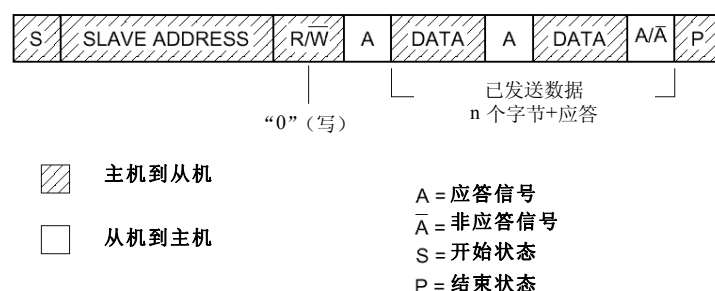 S SLAVE ADDRESS R/W̅ A DATA A DATA A/A̅ P
已发送数据
n 个字节+应答
“0”(写)
主机到从机
从机到主机
A = 应答信号
A̅ = 非应答信号
S = 开始状态
P = 结束状态